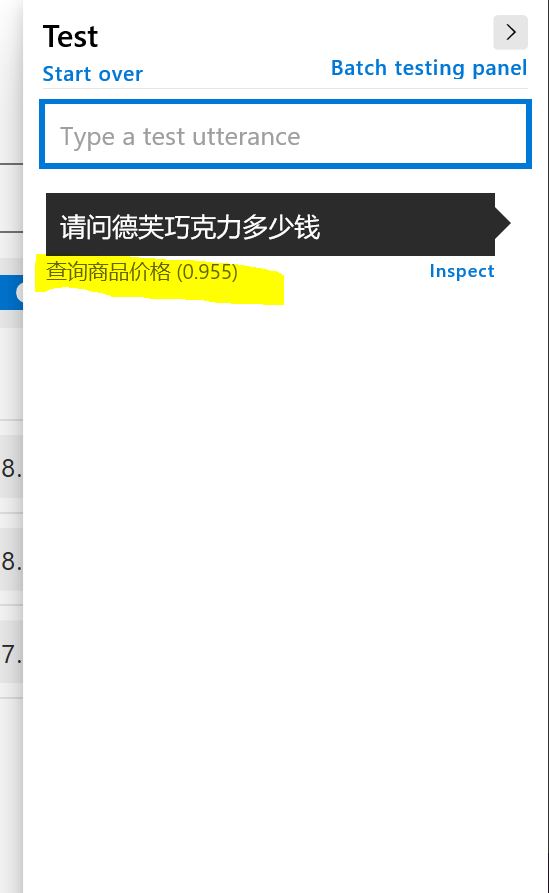 Test
Start over
Batch testing panel
Type a test utterance
请问德芙巧克力多少钱
查询商品价格 (0.955)
Inspect
8.
8.
7.